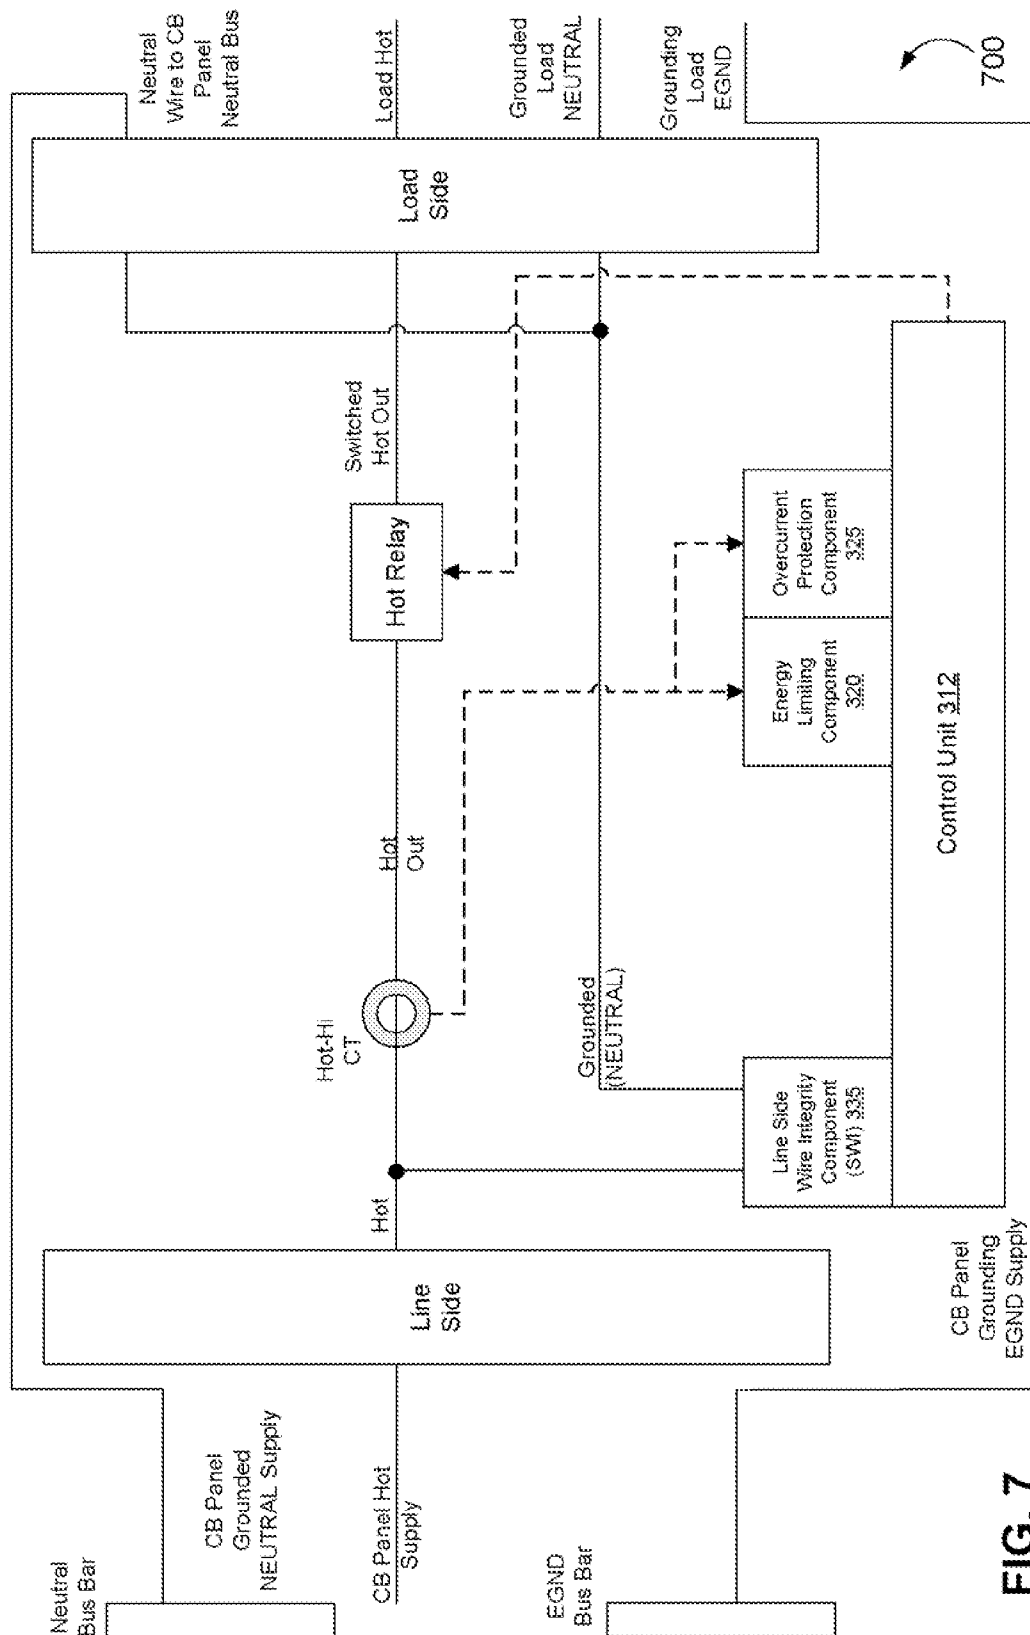 Neutral
Bus Bar
CB Panel
Grounded
NEUTRAL Supply
CB Panel Hot
Supply
EGND
Bus Bar
Line
Side
CB Panel
Grounding
EGND Supply
Hot
Hot-Hi
CT
Hot
Out
Grounded
(NEUTRAL)
Line Side
Wire Integrity
Component
(SWI) 335
Hot Relay
Switched
Hot Out
Energy
Limiting
Component
320
Overcurrent
Protection
Component
325
Control Unit 312
Load
Side
Neutral
Wire to CB
Panel
Neutral Bus
Load Hot
Grounded
Load
NEUTRAL
Grounding
Load
EGND
700
FIG. 7